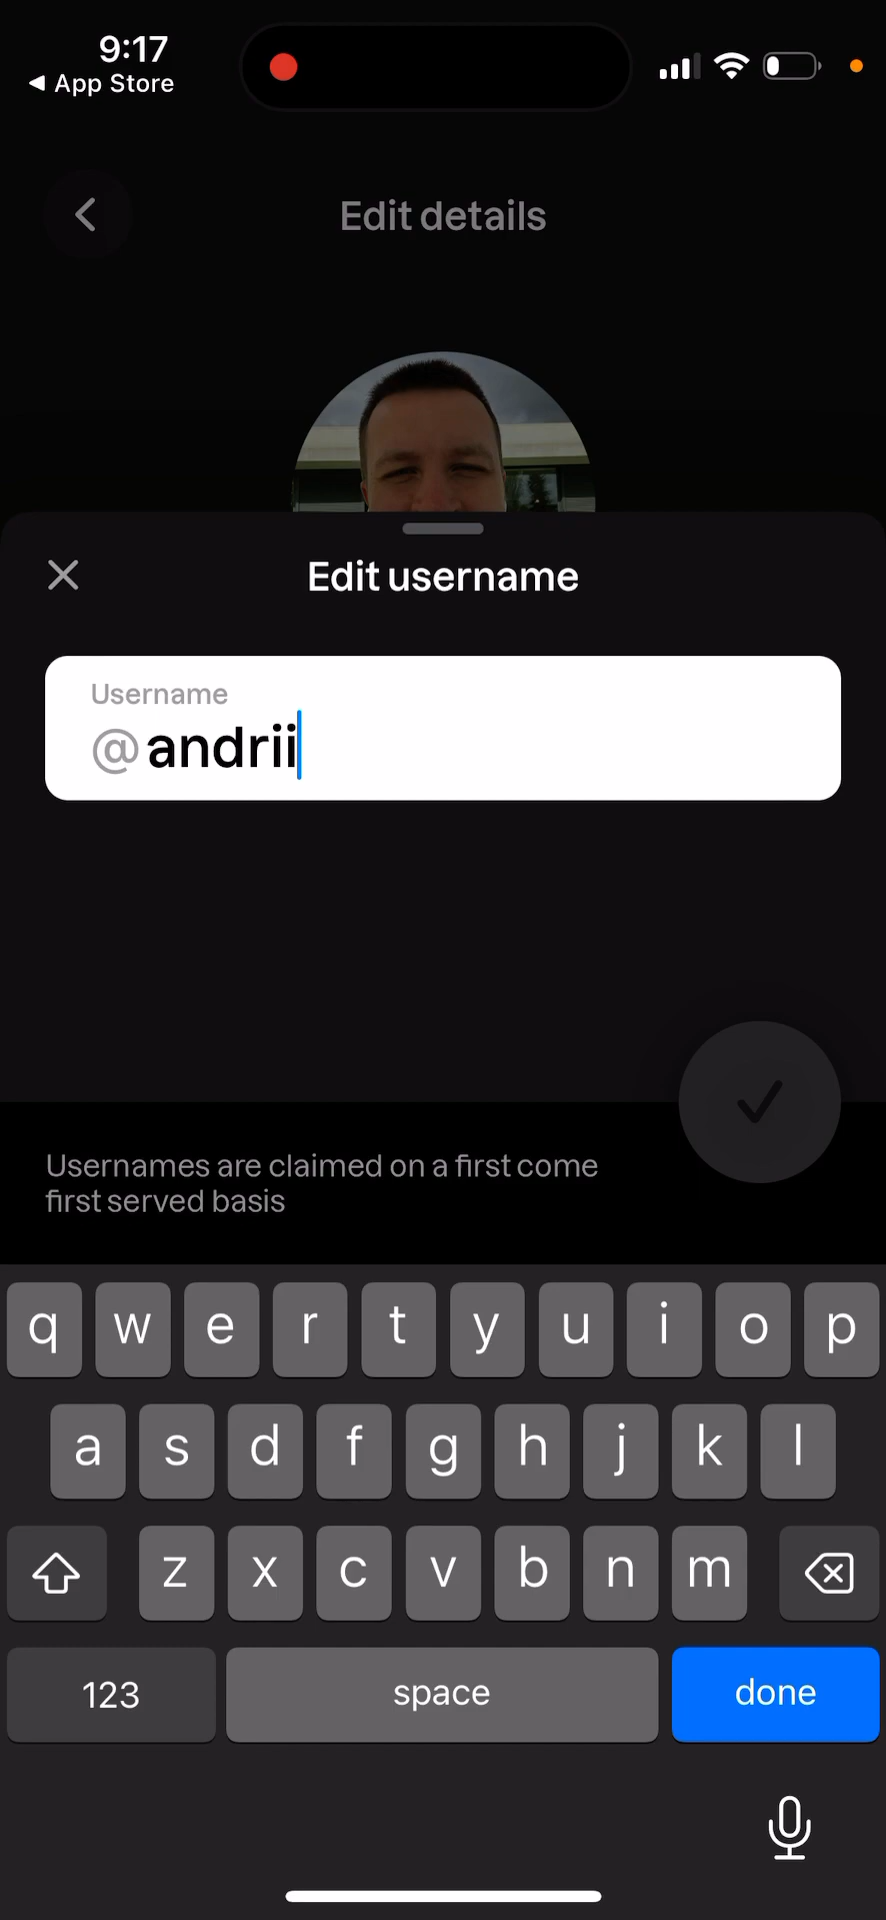 9:17
App Store
Edit details
Edit username
Username
@andrii
Usernames are claimed on a first come
first served basis
q w e r t y u i o p
a s d f g h j k l
z x c v b n m
123 space done